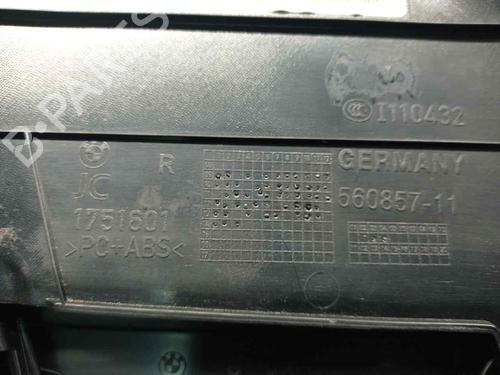 I110432
R
GERMANY
JC
1751601
560857-11
>PC+ABS<
B-PARTS